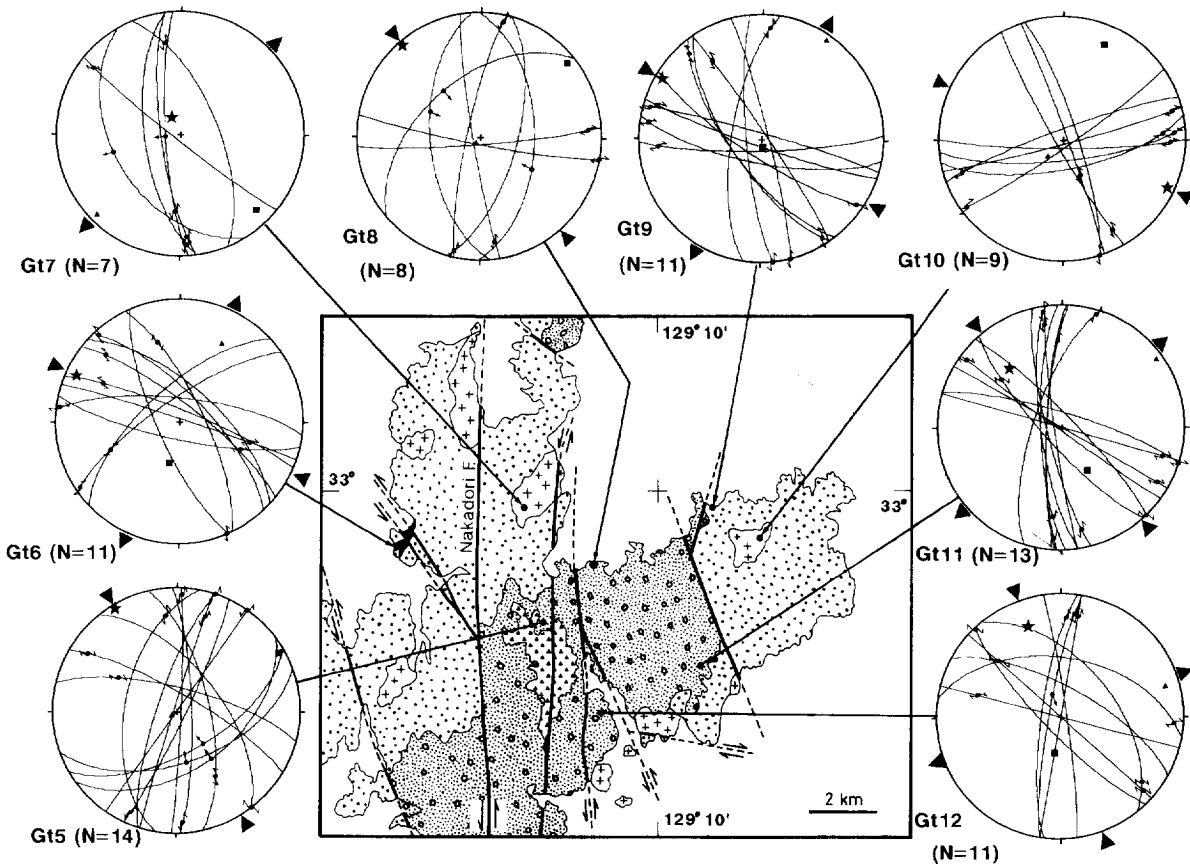 Gt7 (N=7)
Gt8
(N=8)
Gt9
(N=11)
Gt10 (N=9)
Gt6 (N=11)
129° 10'
33°
Nakadori F.
33°
Gt11 (N=13)
Gt5 (N=14)
2 km
129° 10'
Gt12
(N=11)